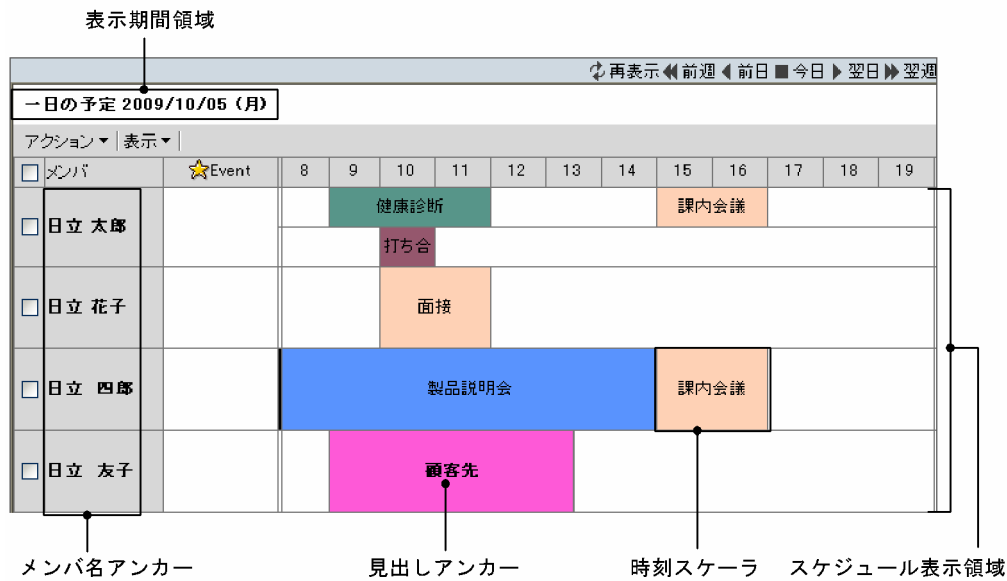 表示期間領域
再表示 前週 前日 今日 翌日 翌週
一日の予定 2009/10/05（月）
アクション▼ 表示▼
メンバ Event 8 9 10 11 12 13 14 15 16 17 18 19
日立 太郎 健康診断 課内会議
打ち合
日立 花子 面接
日立 四郎 製品説明会 課内会議
日立 友子 顧客先
メンバ名アンカー 見出しアンカー 時刻スケーラ スケジュール表示領域